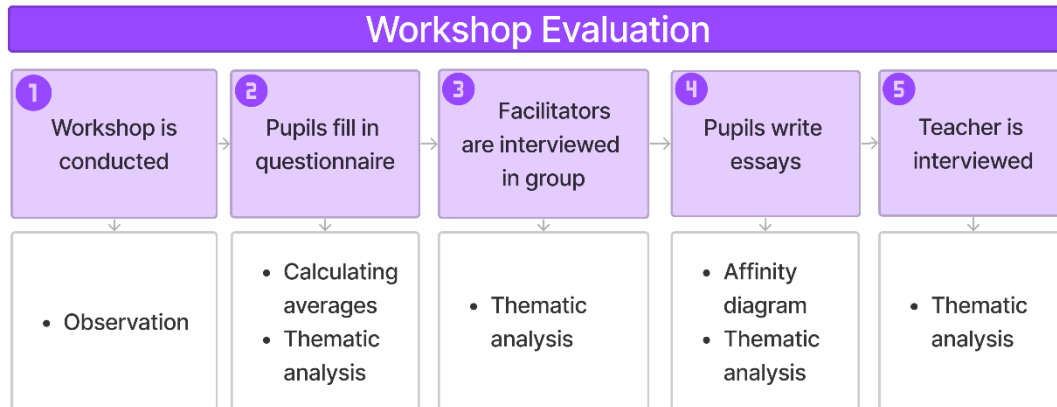 Workshop Evaluation
1
Workshop is
conducted
2
Pupils fill in
questionnaire
3
Facilitators
are interviewed
in group
4
Pupils write
essays
5
Teacher is
interviewed
• Observation
• Calculating
averages
• Thematic
analysis
• Thematic
analysis
• Affinity
diagram
• Thematic
analysis
• Thematic
analysis